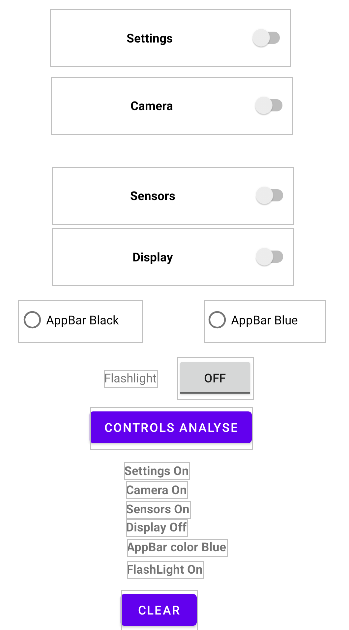 Settings
Camera
Sensors
Display
AppBar Black AppBar Blue
Flashlight OFF
CONTROLS ANALYSE
Settings On
Camera On
Sensors On
Display Off
AppBar color Blue
FlashLight On
CLEAR